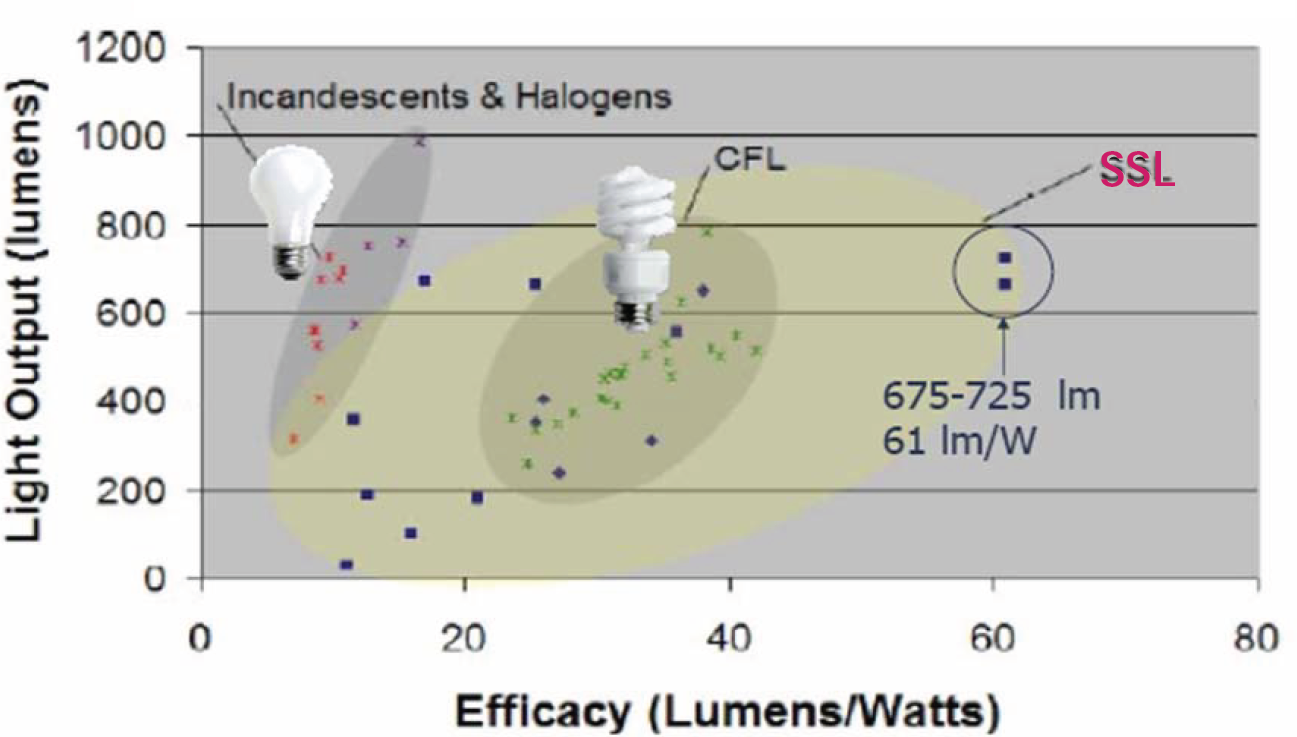 Light Output (lumens)
1200
1000
800
600
400
200
0
Incandescents & Halogens
CFL
SSL
675-725 lm
61 lm/W
0 20 40 60 80
Efficacy (Lumens/Watts)